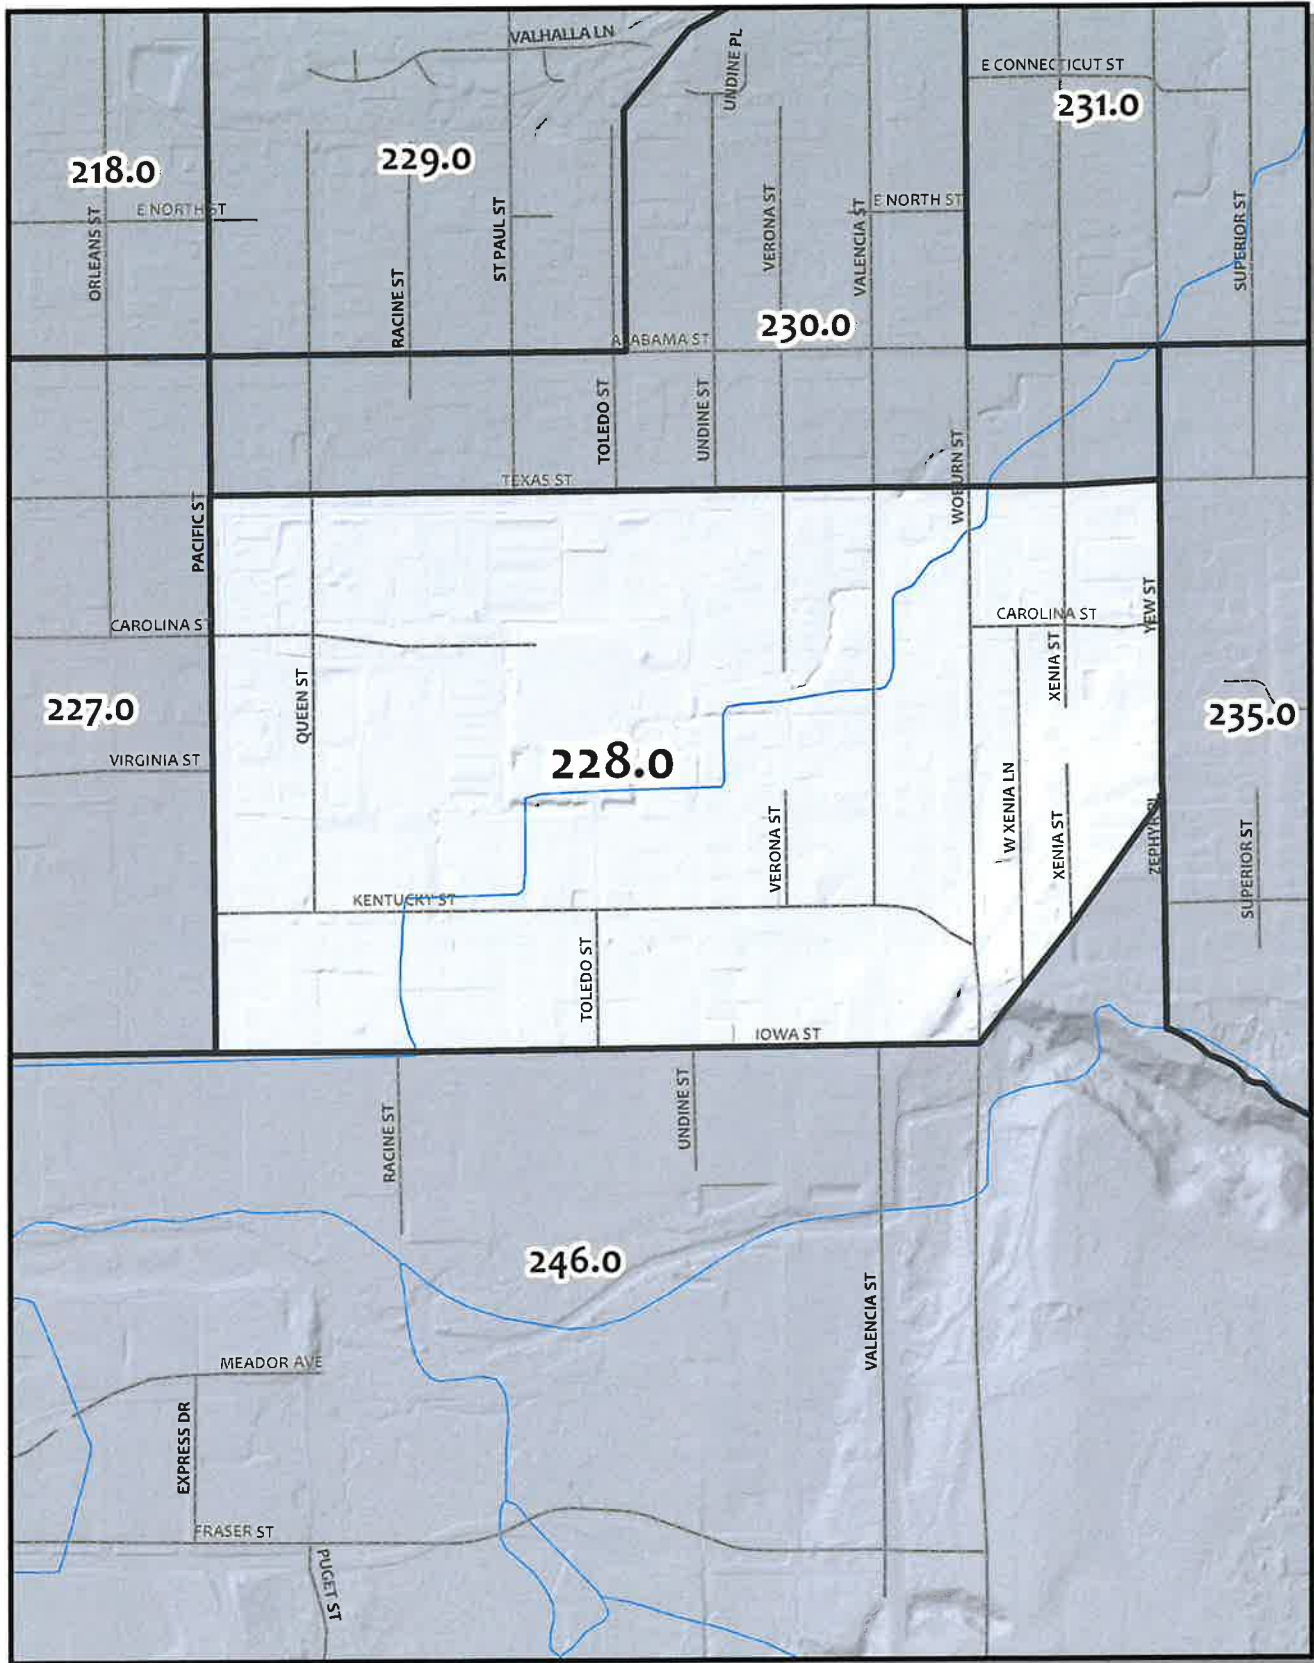 VALHALLA LN
UNDINE PL
E CONNECTICUT ST
231.0
218.0
229.0
ORLEANS ST
E NORTH ST
RACINE ST
ST PAUL ST
VERONA ST
VALENCIA ST
E NORTH ST
SUPERIOR ST
230.0
ALABAMA ST
TOLEDO ST
UNDINE ST
WOBURN ST
TEXAS ST
PACIFIC ST
CAROLINA ST
CAROLINA ST
YEW ST
QUEEN ST
XENIA ST
227.0
235.0
VIRGINIA ST
228.0
VERONA ST
W XENIA LN
XENIA ST
SUPERIOR ST
KENTUCKY ST
TOLEDO ST
IOWA ST
RACINE ST
UNDINE ST
246.0
VALENCIA ST
MEADOR AVE
EXPRESS DR
FRASER ST
PUGET ST